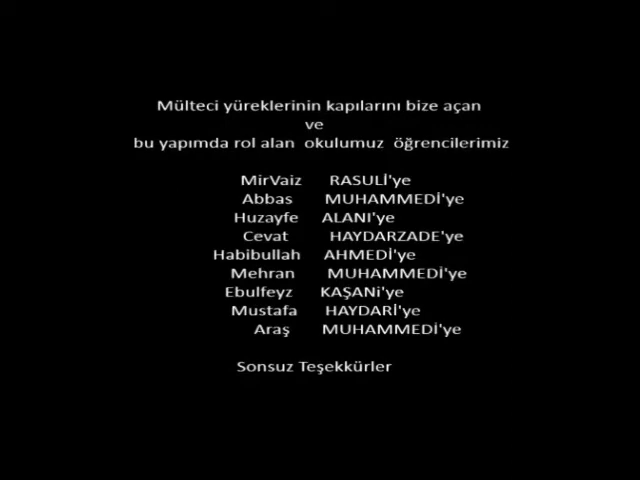 Mülteci yüreklerinin kapılarını bize açan
ve
bu yapımda rol alan okulumuz öğrencilerimiz
MirVaiz RASULİ'ye
Abbas MUHAMMEDİ'ye
Huzayfe ALANI'ye
Cevat HAYDARZADE'ye
Habibullah AHMEDİ'ye
Mehran MUHAMMEDİ'ye
Ebulfeyz KAŞANi'ye
Mustafa HAYDARİ'ye
Araş MUHAMMEDİ'ye
Sonsuz Teşekkürler